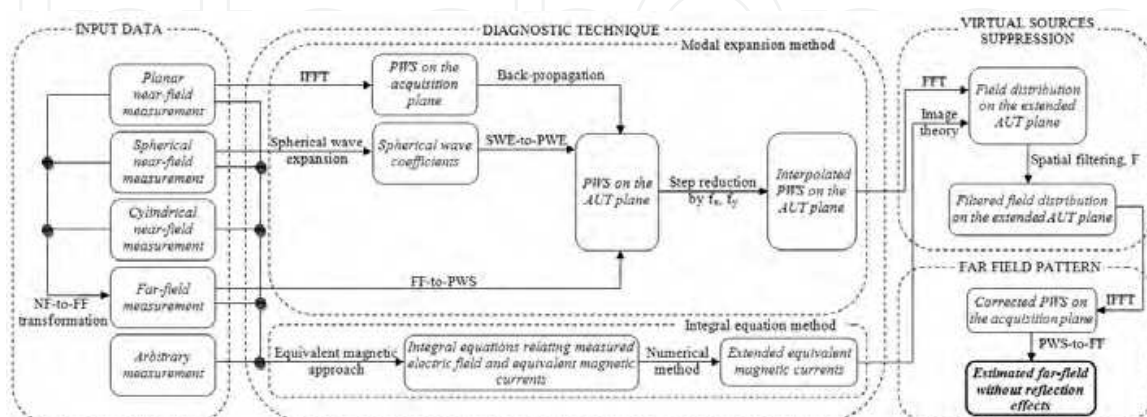 INPUT DATA
Planar
near-field
measurement
Spherical
near-field
measurement
Cylindrical
near-field
measurement
NF-to-FF
transformation
Far-field
measurement
Arbitrary
measurement
DIAGNOSTIC TECHNIQUE
Modal expansion method
IFFT
PWS on the
acquisition
plane
Back-propagation
Spherical wave
expansion
Spherical wave
coefficients
SWE-to-PWE
PWS on the
AUT plane
Step reduction
by fx, fy
Interpolated
PWS on the
AUT plane
FF-to-PWS
Integral equation method
Equivalent magnetic
approach
Integral equations relating measured
electric field and equivalent magnetic
currents
Numerical
method
Extended equivalent
magnetic currents
VIRTUAL SOURCES
SUPPRESSION
FFT
Image
theory
Field distribution
on the extended
AUT plane
Spatial filtering, F
Filtered field distribution
on the extended AUT plane
FAR FIELD PATTERN
Corrected PWS on
the acquisition plane
IFFT
PWS-to-FF
Estimated far-field
without reflection
effects